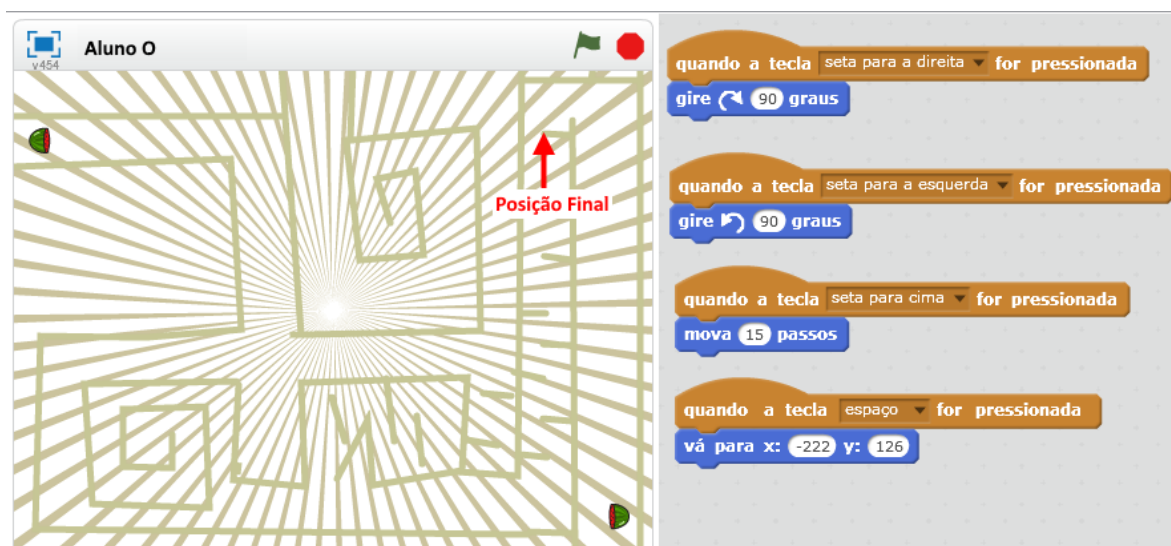 Aluno O
v454
Posição Final
quando a tecla seta para a direita for pressionada
gire 90 graus
quando a tecla seta para a esquerda for pressionada
gire 90 graus
quando a tecla seta para cima for pressionada
mova 15 passos
quando a tecla espaço for pressionada
vá para x: -222 y: 126